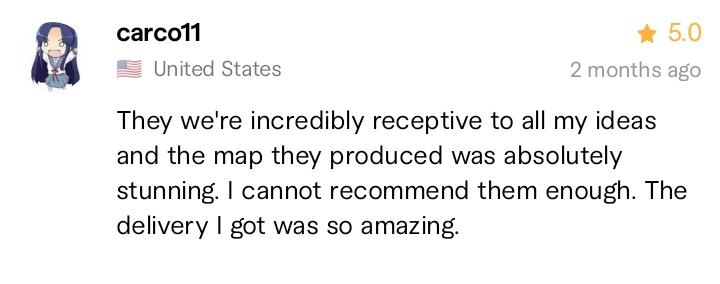 carco11
5.0
United States
2 months ago
They we're incredibly receptive to all my ideas
and the map they produced was absolutely
stunning. I cannot recommend them enough. The
delivery I got was so amazing.